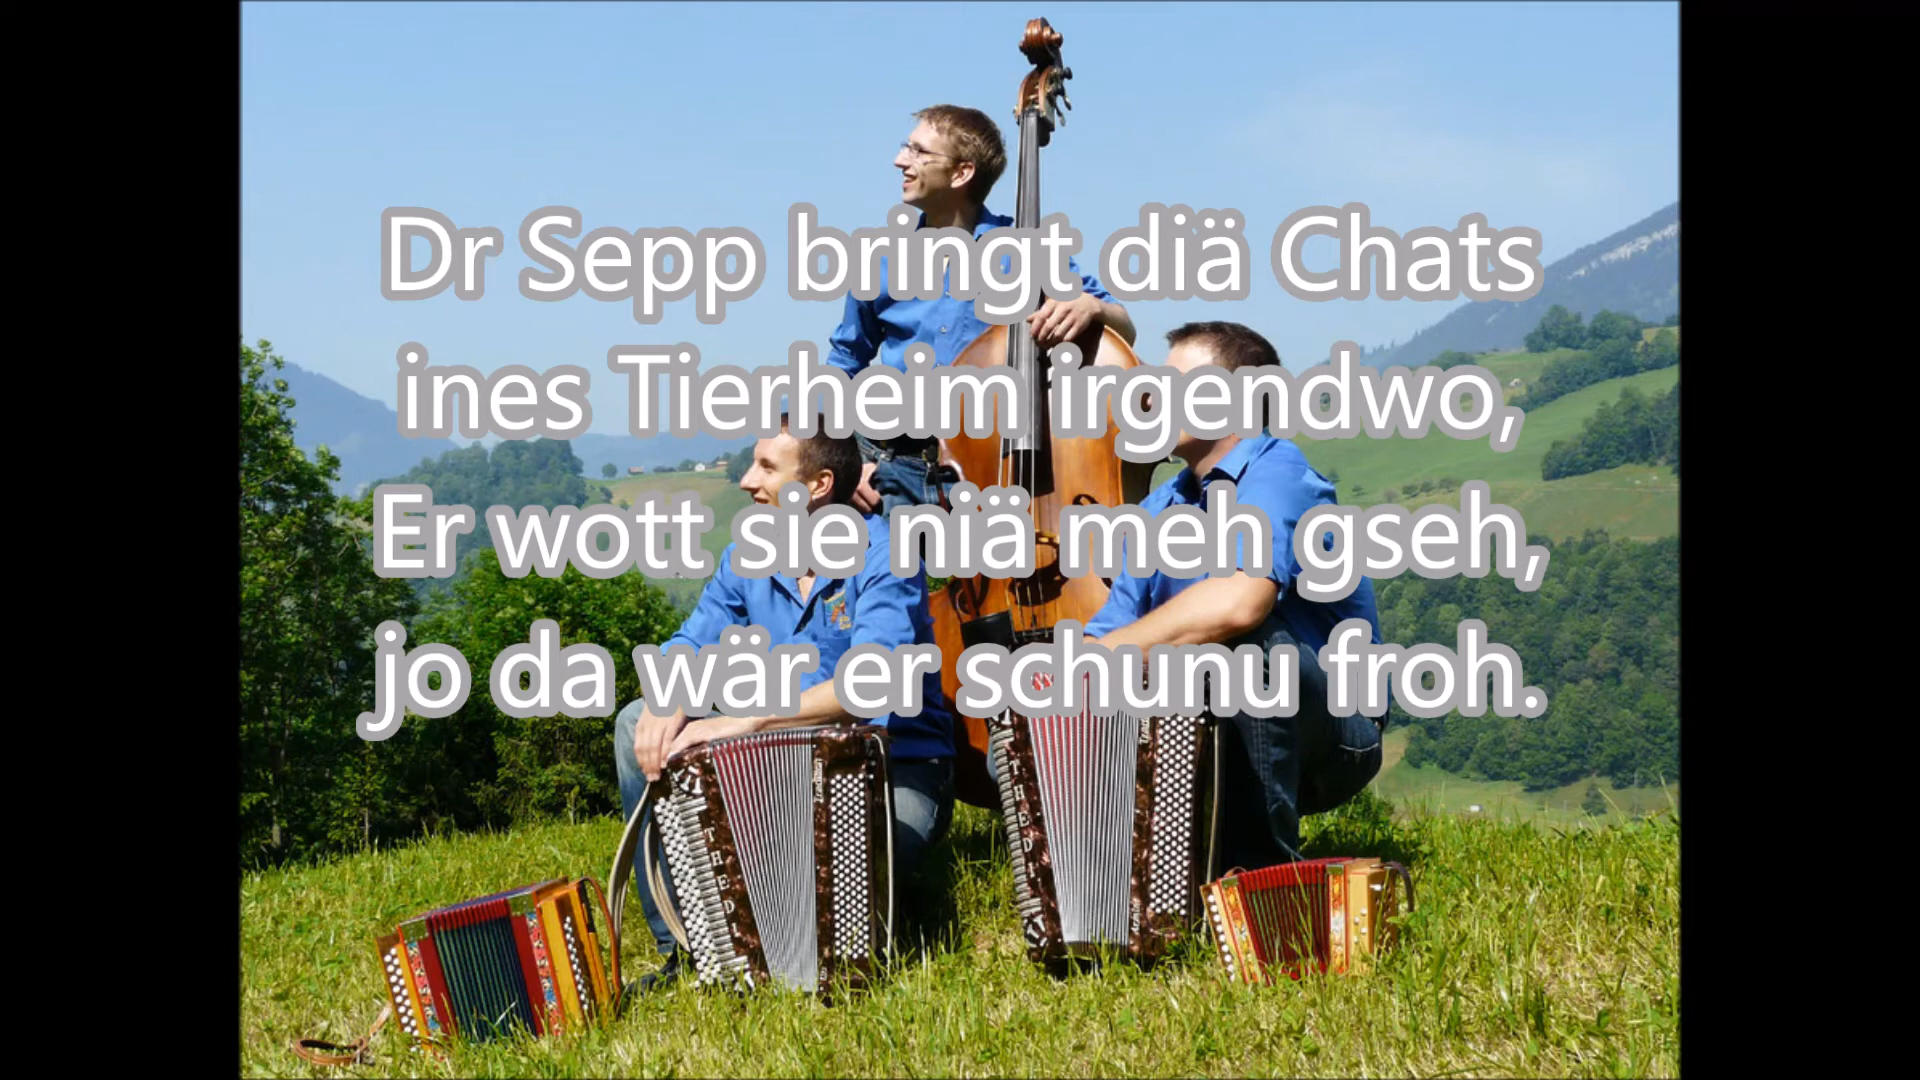 Dr Sepp bringt diä Chats
ines Tierheim irgendwo,
Er wott sie niä meh gseh,
jo da wär er schunu froh.